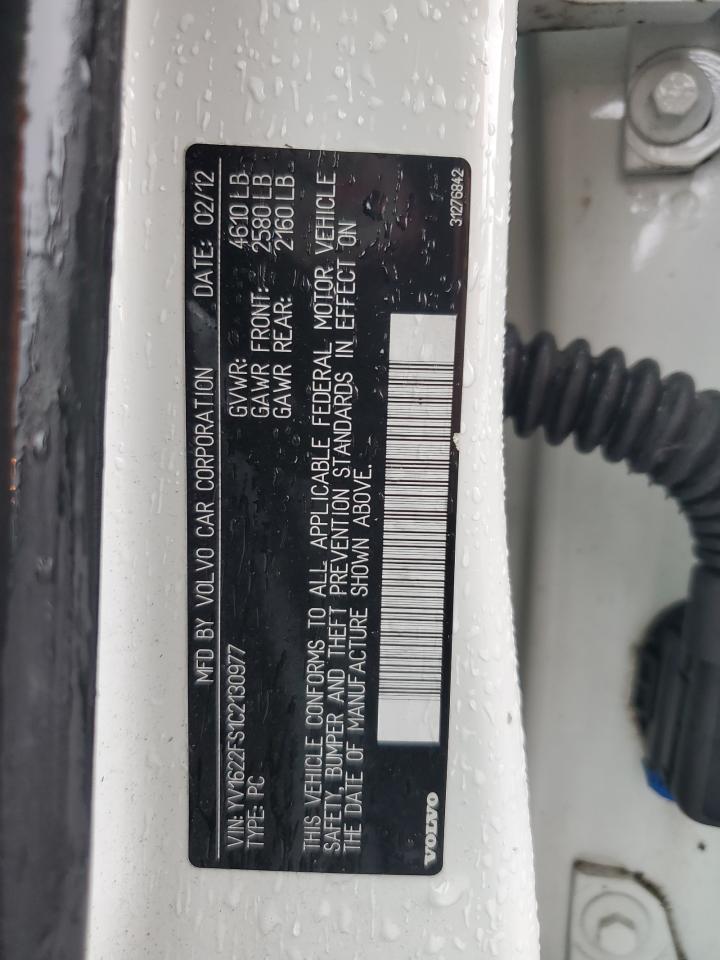 MFD BY VOLVO CAR CORPORATION DATE: 02/12
VIN: YV1622FS1C2130977 GVWR: 4610 LB
TYPE: PC GAWR FRONT: 2580 LB
GAWR REAR: 2160 LB
THIS VEHICLE CONFORMS TO ALL APPLICABLE FEDERAL MOTOR VEHICLE
SAFETY, BUMPER AND THEFT PREVENTION STANDARDS IN EFFECT ON
THE DATE OF MANUFACTURE SHOWN ABOVE.
VOLVO 31276842